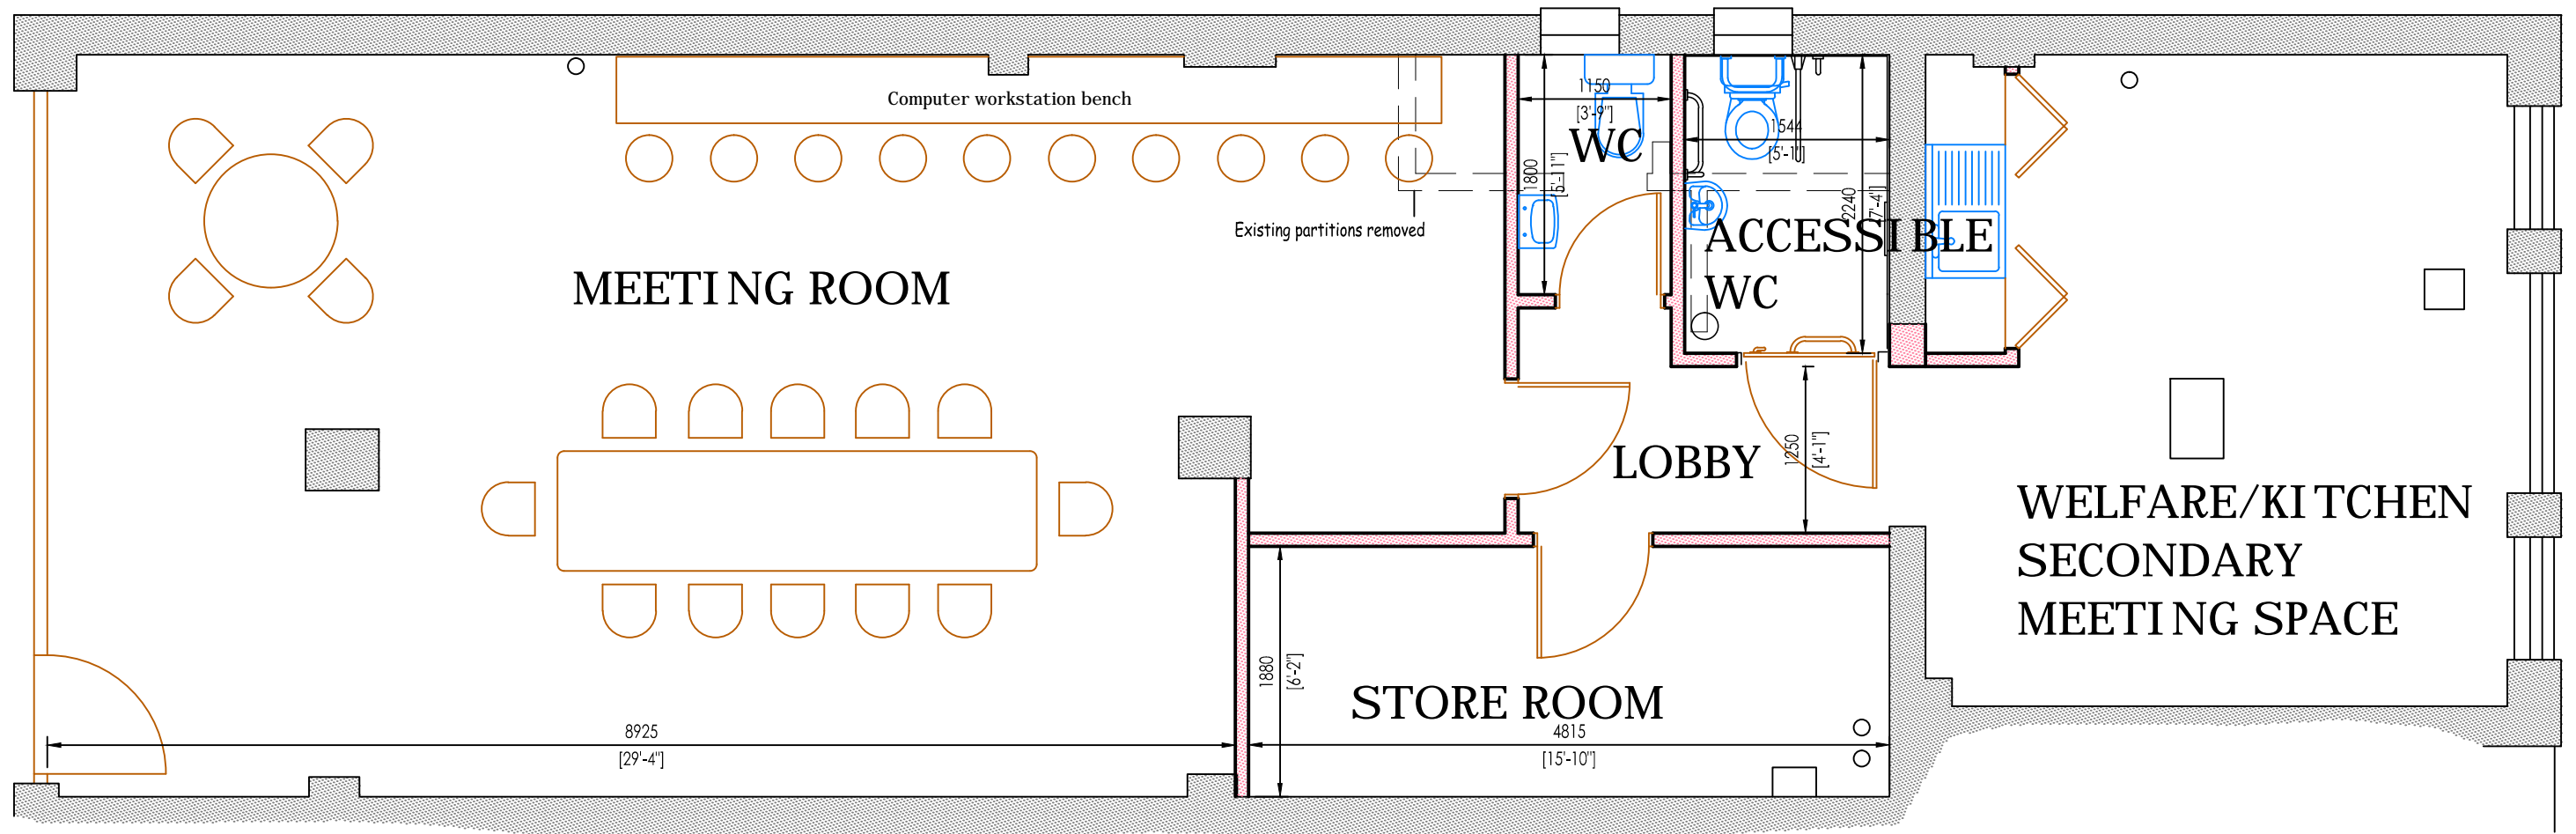 Computer workstation bench
1150
[3'-9"]
WC
1800
[5'-11"]
1544
[5'-1"]
2240
[7'-4"]
ACCESSIBLE
WC
Existing partitions removed
MEETING ROOM
LOBBY
1250
[4'-1"]
WELFARE/KITCHEN
SECONDARY
MEETING SPACE
1880
[6'-2"]
STORE ROOM
8925
[29'-4"]
4815
[15'-10"]